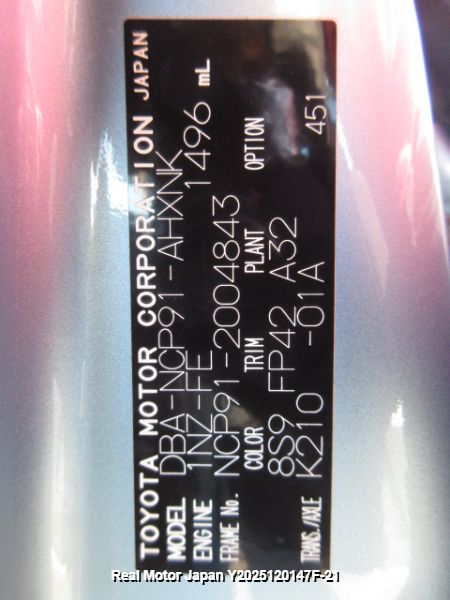 TOYOTA MOTOR CORPORATION JAPAN
MODEL DBA-NCP91-AHXNK
ENGINE 1NZ-FE 1496 mL
FRAME No. NCP91-2004843
COLOR TRIM PLANT OPTION
8S9 FP42 A32 451
TRANS./AXLE K210 -01A
Real Motor Japan Y2025120147F-21